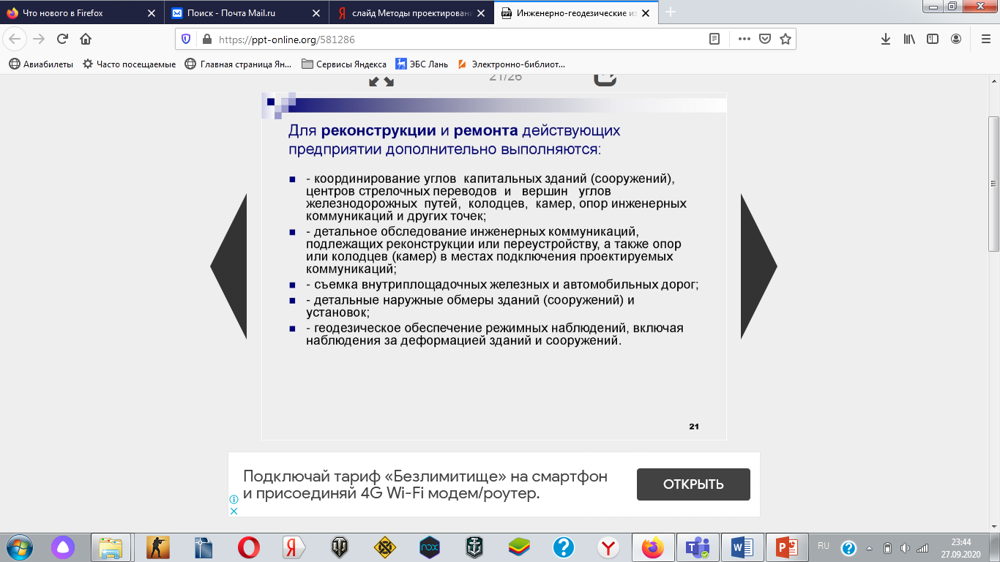 Что нового в Firefox
Поиск - Почта Mail.ru
слайд Методы проектировани
Инженерно-геодезические из
https://ppt-online.org/581286
Авиабилеты
Часто посещаемые
Главная страница Ян...
Сервисы Яндекса
ЭБС Лань
Электронно-библиот...
21/26
Для реконструкции и ремонта действующих
предприятии дополнительно выполняются:
- координирование углов капитальных зданий (сооружений),
центров стрелочных переводов и вершин углов
железнодорожных путей, колодцев, камер, опор инженерных
коммуникаций и других точек;
- детальное обследование инженерных коммуникаций,
подлежащих реконструкции или переустройству, а также опор
или колодцев (камер) в местах подключения проектируемых
коммуникаций;
- съемка внутриплощадочных железных и автомобильных дорог;
- детальные наружные обмеры зданий (сооружений) и
установок;
- геодезическое обеспечение режимных наблюдений, включая
наблюдения за деформацией зданий и сооружений.
21
Подключай тариф «Безлимитище» на смартфон
и присоединяй 4G Wi-Fi модем/роутер.
ОТКРЫТЬ
RU
23:44
27.09.2020